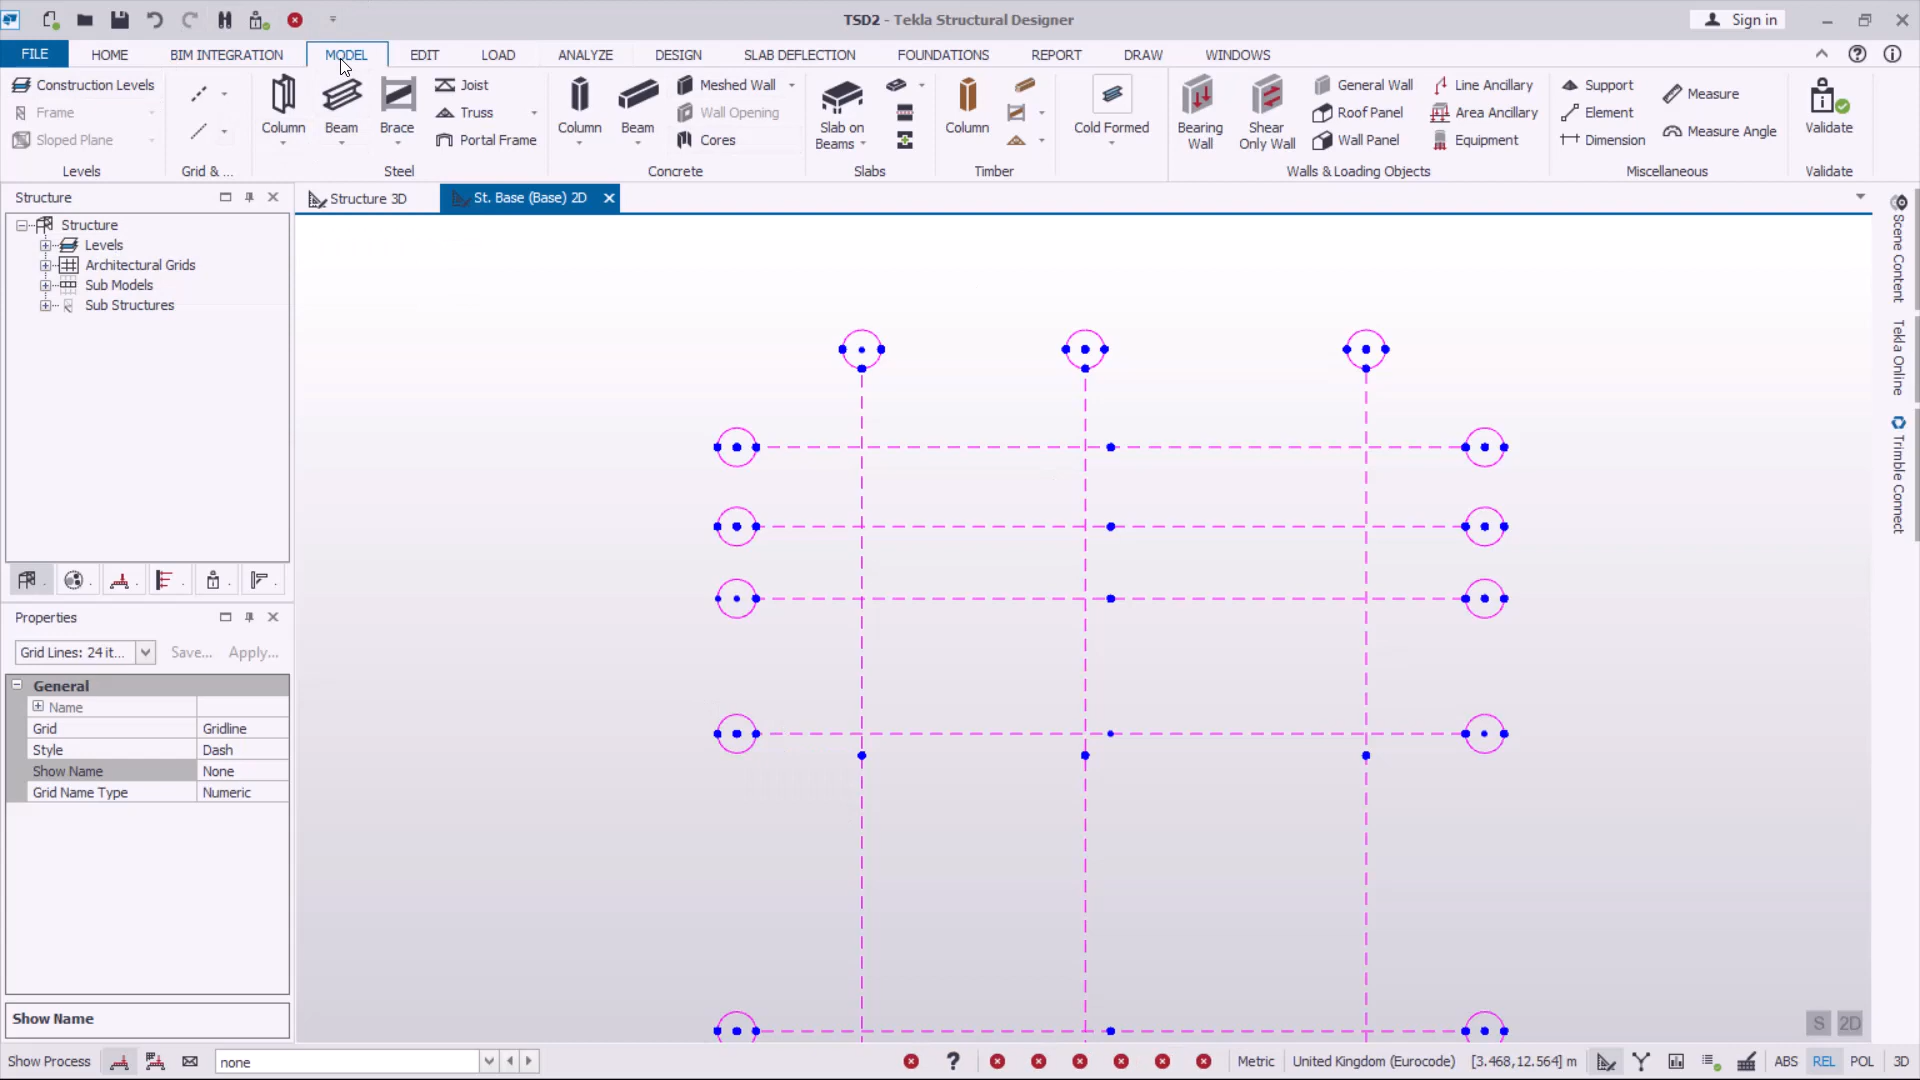 TSD2 - Tekla Structural Designer
Sign in
FILE
HOME
BIM INTEGRATION
MODEL
EDIT
LOAD
ANALYZE
DESIGN
SLAB DEFLECTION
FOUNDATIONS
REPORT
DRAW
WINDOWS
Construction Levels
Frame
Sloped Plane
Levels
Grid & ...
Column
Beam
Brace
Joist
Truss
Portal Frame
Steel
Column
Beam
Meshed Wall
Wall Opening
Cores
Concrete
Slab on
Beams
Slabs
Column
Timber
Cold Formed
Bearing
Wall
Shear
Only Wall
General Wall
Roof Panel
Wall Panel
Line Ancillary
Area Ancillary
Equipment
Walls & Loading Objects
Support
Element
Dimension
Measure
Measure Angle
Miscellaneous
Validate
Validate
Structure
Structure
Levels
Architectural Grids
Sub Models
Sub Structures
Structure 3D
St. Base (Base) 2D
Scene Content
Tekla Online
Trimble Connect
Properties
Grid Lines: 24 it...
Save...
Apply...
General
Name
Grid
Gridline
Style
Dash
Show Name
None
Grid Name Type
Numeric
Show Name
S
2D
Show Process
none
Metric
United Kingdom (Eurocode)
[3.468,12.564] m
ABS
REL
POL
3D